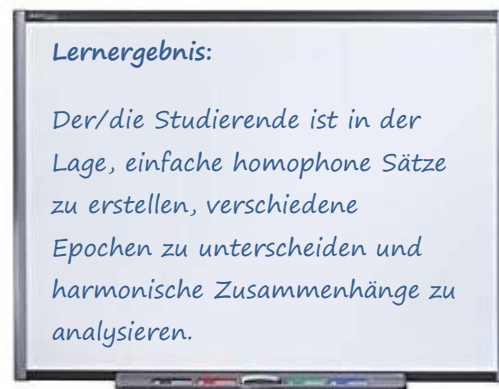 Lernergebnis:
Der/die Studierende ist in der
Lage, einfache homophone Sätze
zu erstellen, verschiedene
Epochen zu unterscheiden und
harmonische Zusammenhänge zu
analysieren.